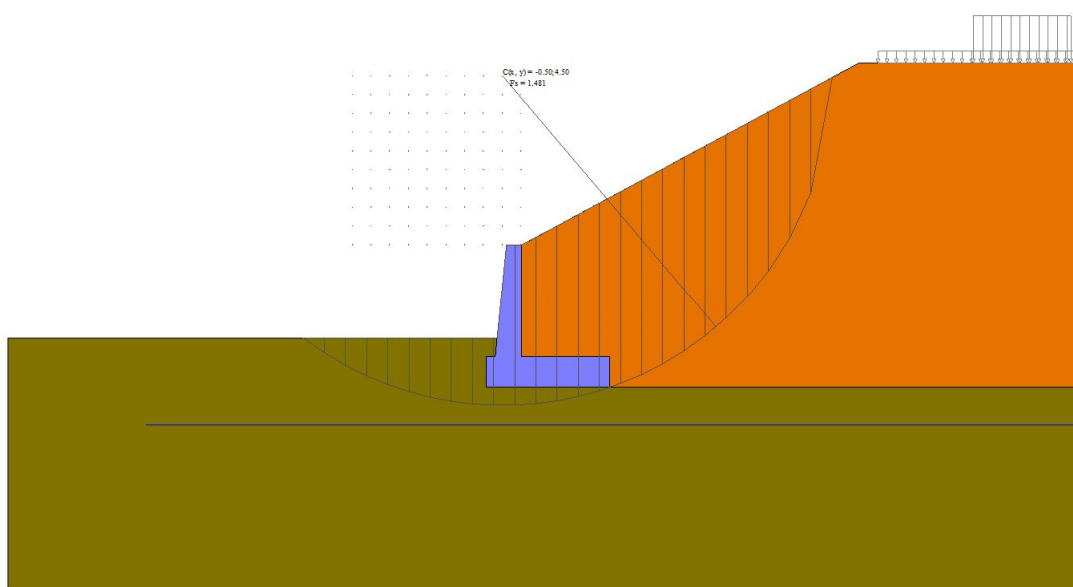 C(x, y) = -0.50;4.50
Fs = 1.481